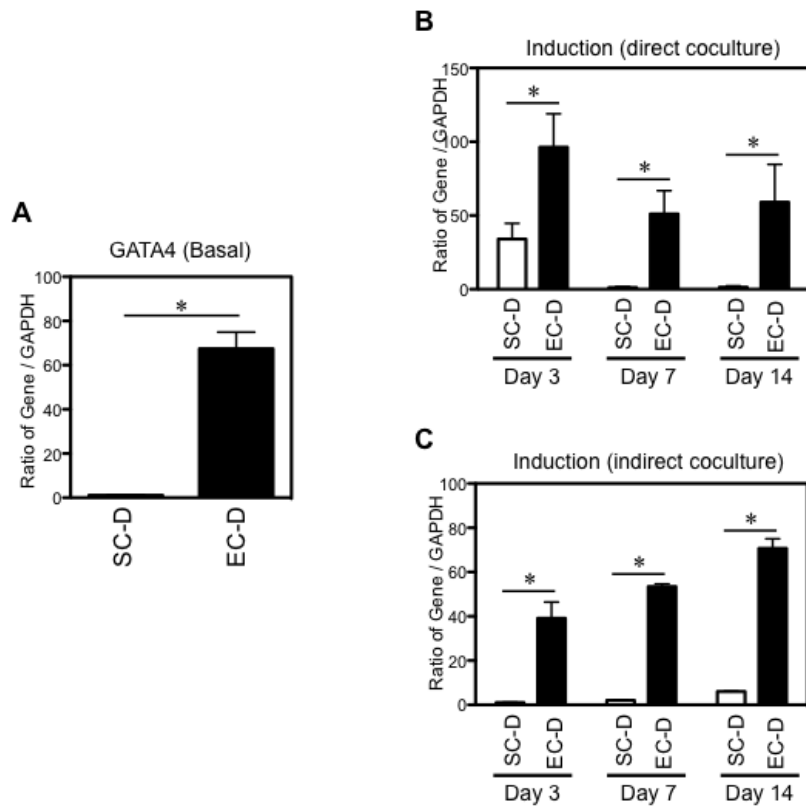 A
GATA4 (Basal)
Ratio of Gene / GAPDH
100
80
60
40
20
0
*
SC-D
EC-D
B
Induction (direct coculture)
Ratio of Gene / GAPDH
150
100
50
0
*
*
*
SC-D
EC-D
SC-D
EC-D
SC-D
EC-D
Day 3
Day 7
Day 14
C
Induction (indirect coculture)
Ratio of Gene / GAPDH
100
80
60
40
20
0
*
*
*
SC-D
EC-D
SC-D
EC-D
SC-D
EC-D
Day 3
Day 7
Day 14